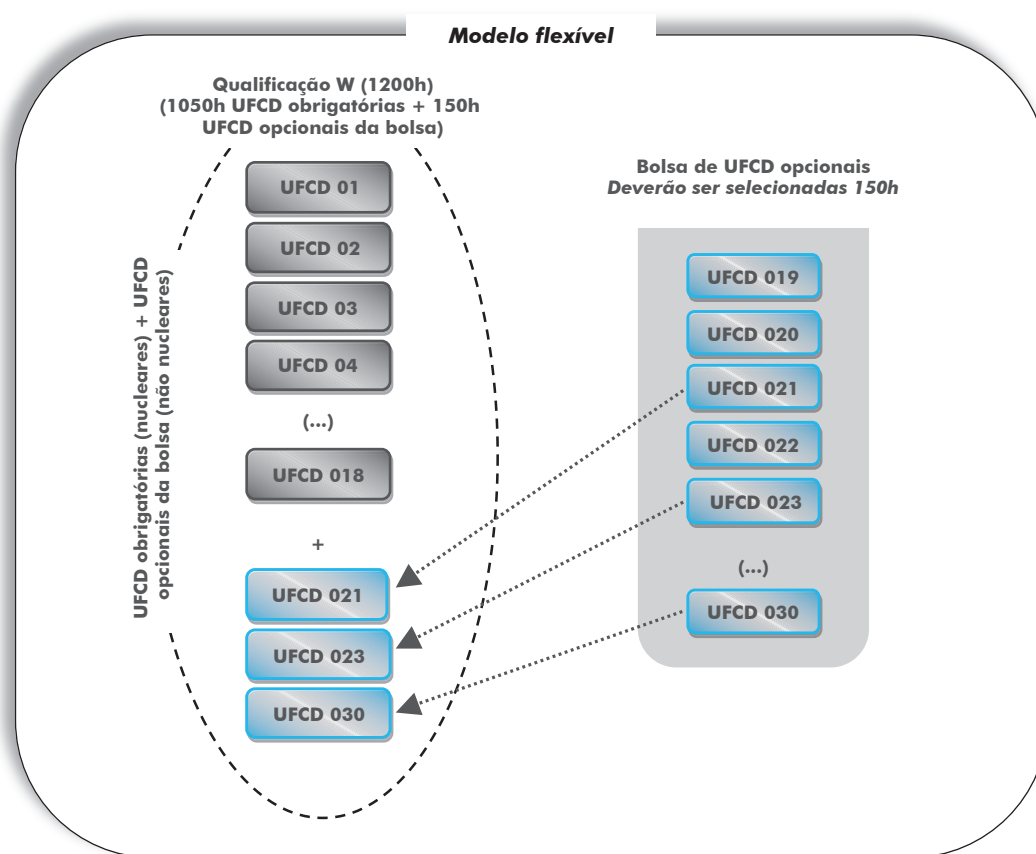 Modelo flexível
Qualificação W (1200h)
(1050h UFCD obrigatórias + 150h
UFCD opcionais da bolsa)
UFCD obrigatórias (nucleares) + UFCD
opcionais da bolsa (não nucleares)
UFCD 01
UFCD 02
UFCD 03
UFCD 04
(...)
UFCD 018
+
UFCD 021
UFCD 023
UFCD 030
Bolsa de UFCD opcionais
Deverão ser selecionadas 150h
UFCD 019
UFCD 020
UFCD 021
UFCD 022
UFCD 023
(...)
UFCD 030